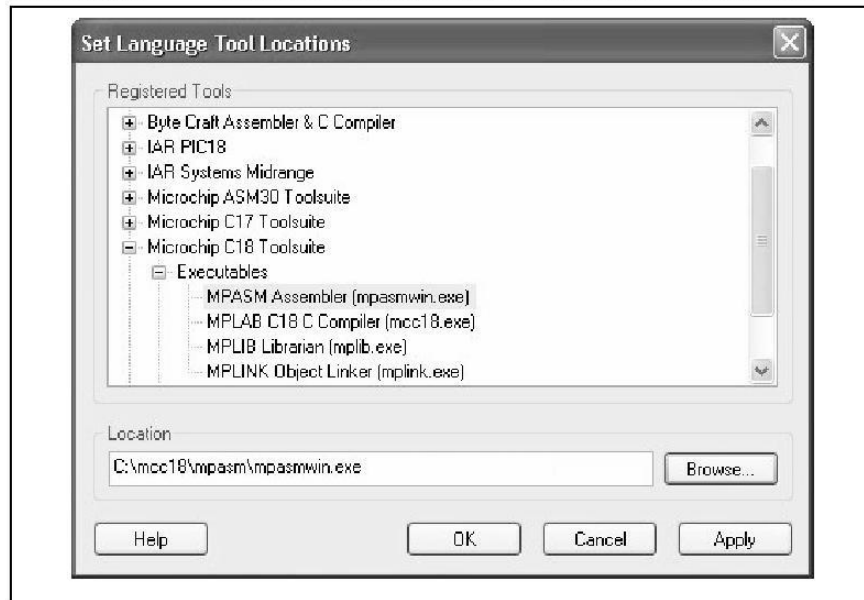 Set Language Tool Locations
Registered Tools
Byte Craft Assembler & C Compiler
IAR PIC18
IAR Systems Midrange
Microchip ASM30 Toolsuite
Microchip C17 Toolsuite
Microchip C18 Toolsuite
Executables
MPASM Assembler (mpasmwin.exe)
MPLAB C18 C Compiler (mcc18.exe)
MPLIB Librarian (mplib.exe)
MPLINK Object Linker (mplink.exe)
Location
C:\mcc18\mpasm\mpasmwin.exe
Browse...
Help
OK
Cancel
Apply